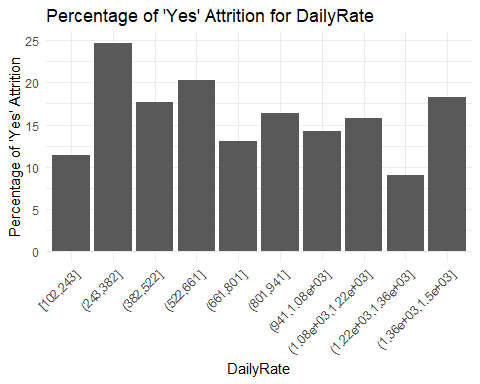 Percentage of 'Yes' Attrition for DailyRate
Percentage of 'Yes' Attrition
25
20
15
10
5
0
[102,243]
(243,382]
(382,522]
(522,661]
(661,801]
(801,941]
(941,1.08e+03]
(1.08e+03,1.22e+03]
(1.22e+03,1.36e+03]
(1.36e+03,1.5e+03]
DailyRate